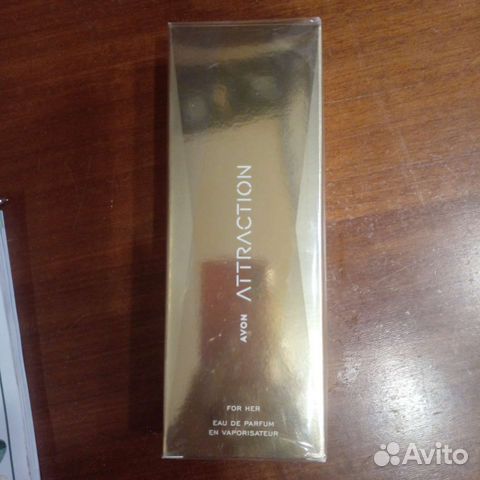 AVON ATTRACTION
FOR HER
EAU DE PARFUM
EN VAPORISATEUR
Avito